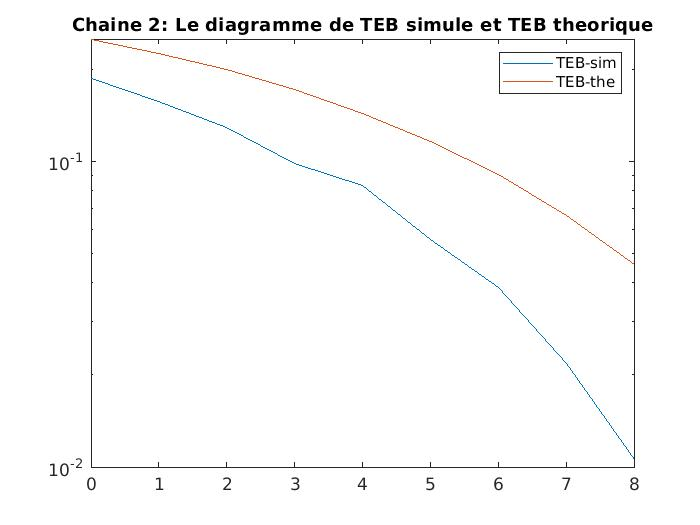 Chaine 2: Le diagramme de TEB simule et TEB theorique
TEB-sim
TEB-the
10-1
10-2
0 1 2 3 4 5 6 7 8